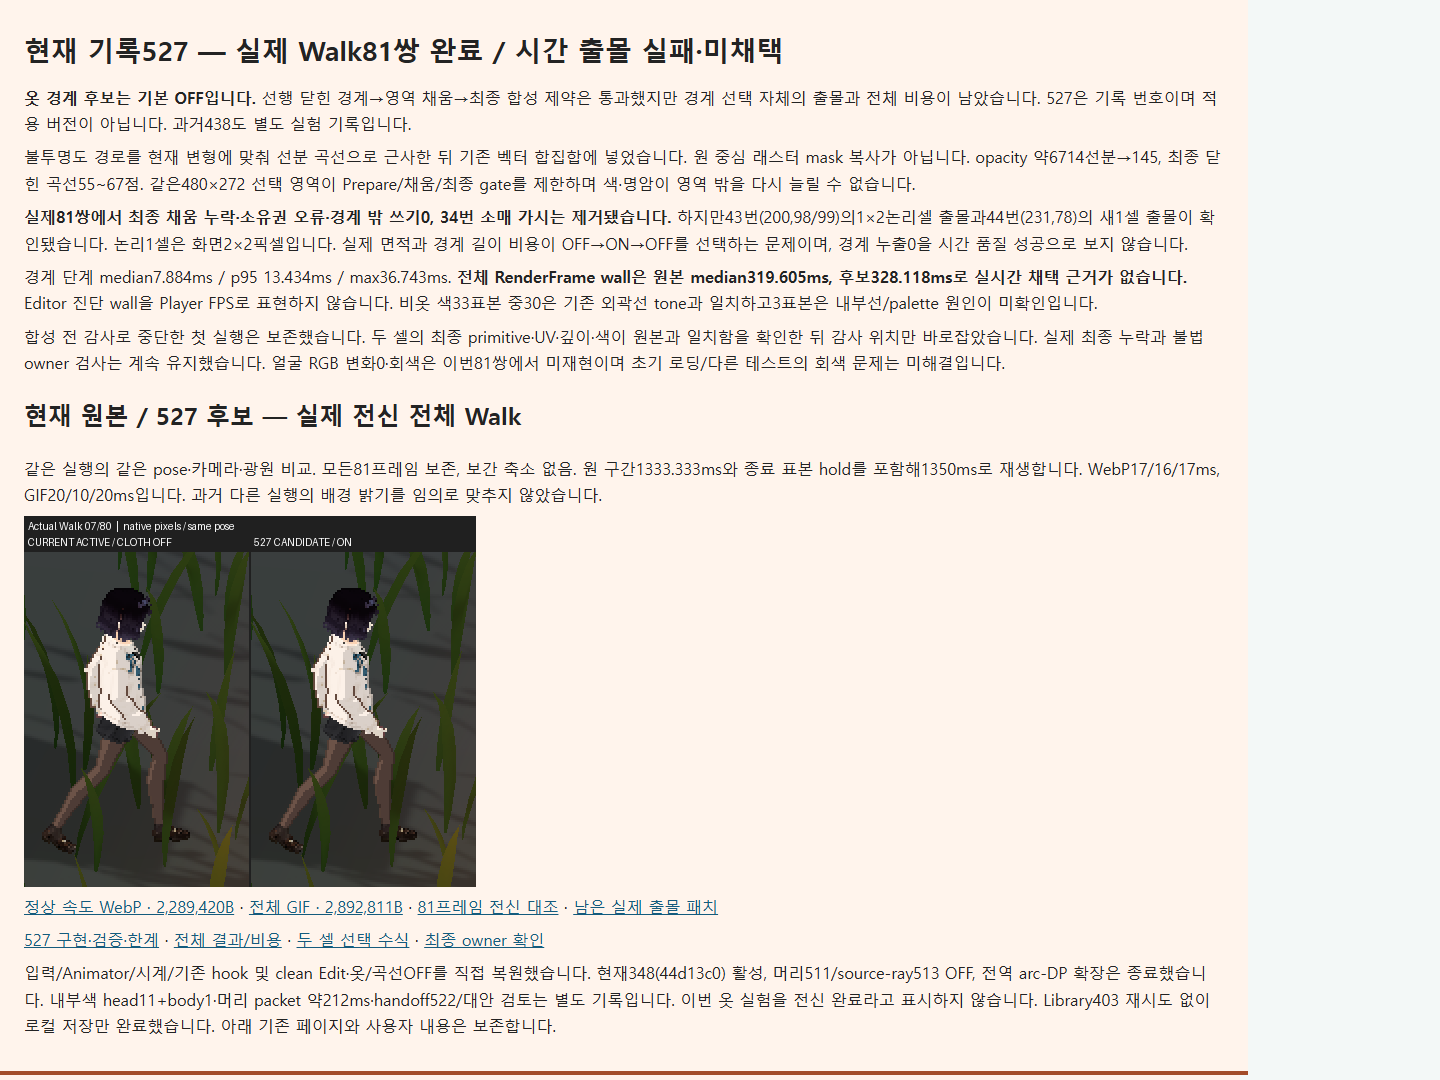 현재 기록527 — 실제 Walk81쌍 완료 / 시간 출몰 실패·미채택
옷 경계 후보는 기본 OFF입니다. 선행 닫힌 경계→영역 채움→최종 합성 제약은 통과했지만 경계 선택 자체의 출몰과 전체 비용이 남았습니다. 527은 기록 번호이며 적
용 버전이 아닙니다. 과거438도 별도 실험 기록입니다.
불투명도 경로를 현재 변형에 맞춰 선분 곡선으로 근사한 뒤 기존 벡터 합집합에 넣었습니다. 원 중심 래스터 mask 복사가 아닙니다. opacity 약6714선분→145, 최종 닫
힌 곡선55~67점. 같은480×272 선택 영역이 Prepare/채움/최종 gate를 제한하며 색·명암이 영역 밖을 다시 늘릴 수 없습니다.
실제81쌍에서 최종 채움 누락·소유권 오류·경계 밖 쓰기0, 34번 소매 가시는 제거됐습니다. 하지만43번(200,98/99)의1×2논리셀 출몰과44번(231,78)의 새1셀 출몰이 확
인됐습니다. 논리1셀은 화면2×2픽셀입니다. 실제 면적과 경계 길이 비용이 OFF→ON→OFF를 선택하는 문제이며, 경계 누출0을 시간 품질 성공으로 보지 않습니다.
경계 단계 median7.884ms / p95 13.434ms / max36.743ms. 전체 RenderFrame wall은 원본 median319.605ms, 후보328.118ms로 실시간 채택 근거가 없습니다.
Editor 진단 wall을 Player FPS로 표현하지 않습니다. 비옷 색33표본 중30은 기존 외곽선 tone과 일치하고3표본은 내부선/palette 원인이 미확인입니다.
합성 전 감사로 중단한 첫 실행은 보존했습니다. 두 셀의 최종 primitive·UV·깊이·색이 원본과 일치함을 확인한 뒤 감사 위치만 바로잡았습니다. 실제 최종 누락과 불법
owner 검사는 계속 유지했습니다. 얼굴 RGB 변화0·회색은 이번81쌍에서 미재현이며 초기 로딩/다른 테스트의 회색 문제는 미해결입니다.
현재 원본 / 527 후보 — 실제 전신 전체 Walk
같은 실행의 같은 pose·카메라·광원 비교. 모든81프레임 보존, 보간 축소 없음. 원 구간1333.333ms와 종료 표본 hold를 포함해1350ms로 재생합니다. WebP17/16/17ms,
GIF20/10/20ms입니다. 과거 다른 실행의 배경 밝기를 임의로 맞추지 않았습니다.
Actual Walk 07/80 | native pixels / same pose
CURRENT ACTIVE / CLOTH OFF
527 CANDIDATE / ON
정상 속도 WebP · 2,289,420B · 전체 GIF · 2,892,811B · 81프레임 전신 대조 · 남은 실제 출몰 패치
527 구현·검증·한계 · 전체 결과/비용 · 두 셀 선택 수식 · 최종 owner 확인
입력/Animator/시계/기존 hook 및 clean Edit·옷/곡선OFF를 직접 복원했습니다. 현재348(44d13c0) 활성, 머리511/source-ray513 OFF, 전역 arc-DP 확장은 종료했습니
다. 내부색 head11+body1·머리 packet 약212ms·handoff522/대안 검토는 별도 기록입니다. 이번 옷 실험을 전신 완료라고 표시하지 않습니다. Library403 재시도 없이
로컬 저장만 완료했습니다. 아래 기존 페이지와 사용자 내용은 보존합니다.